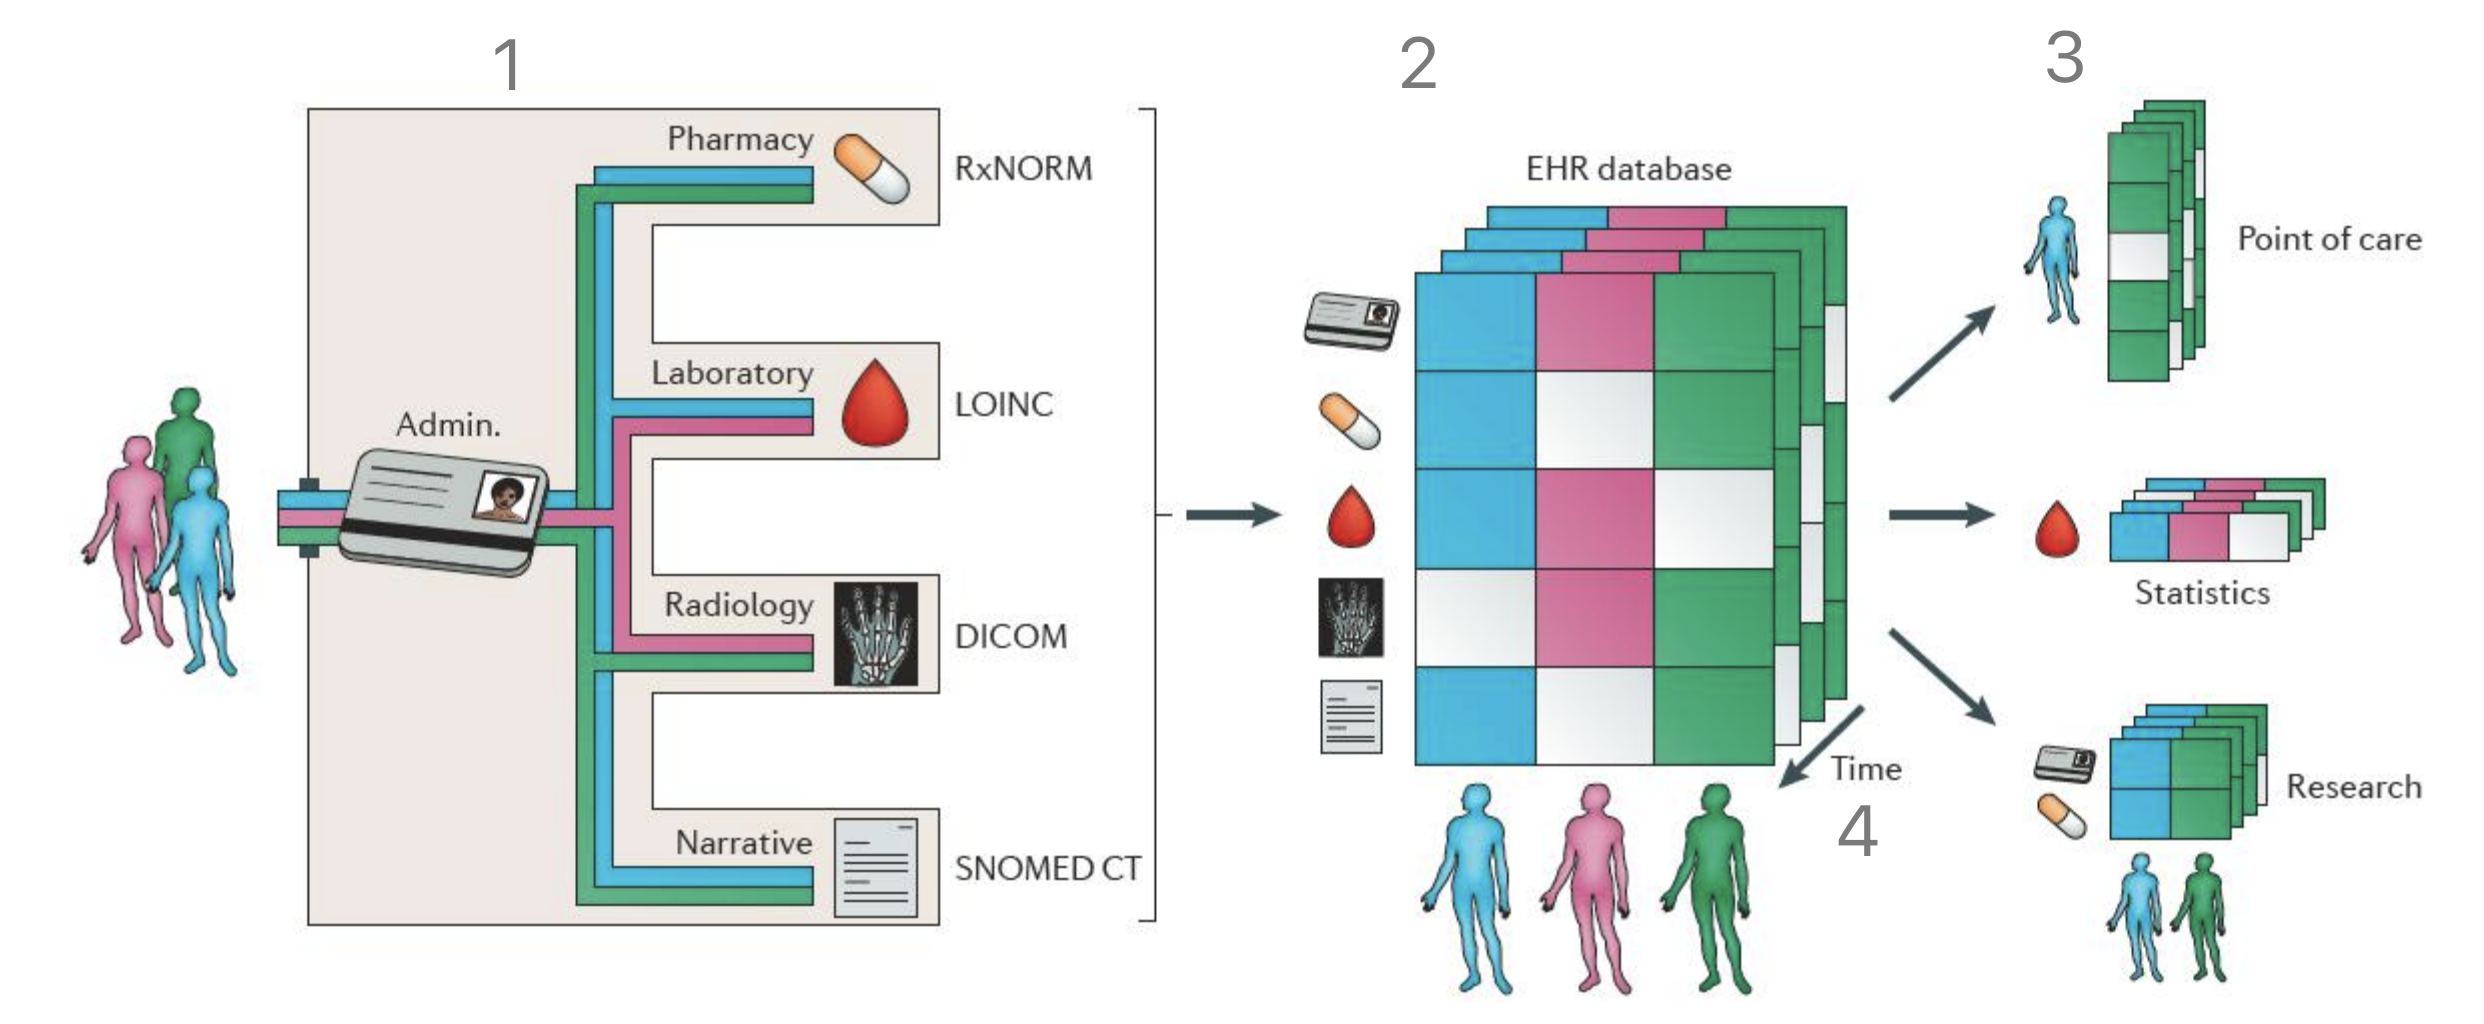 1
2
3
Pharmacy
RxNORM
EHR database
Point of care
Laboratory
LOINC
Admin.
Statistics
Radiology
DICOM
Time
Research
4
Narrative
SNOMED CT